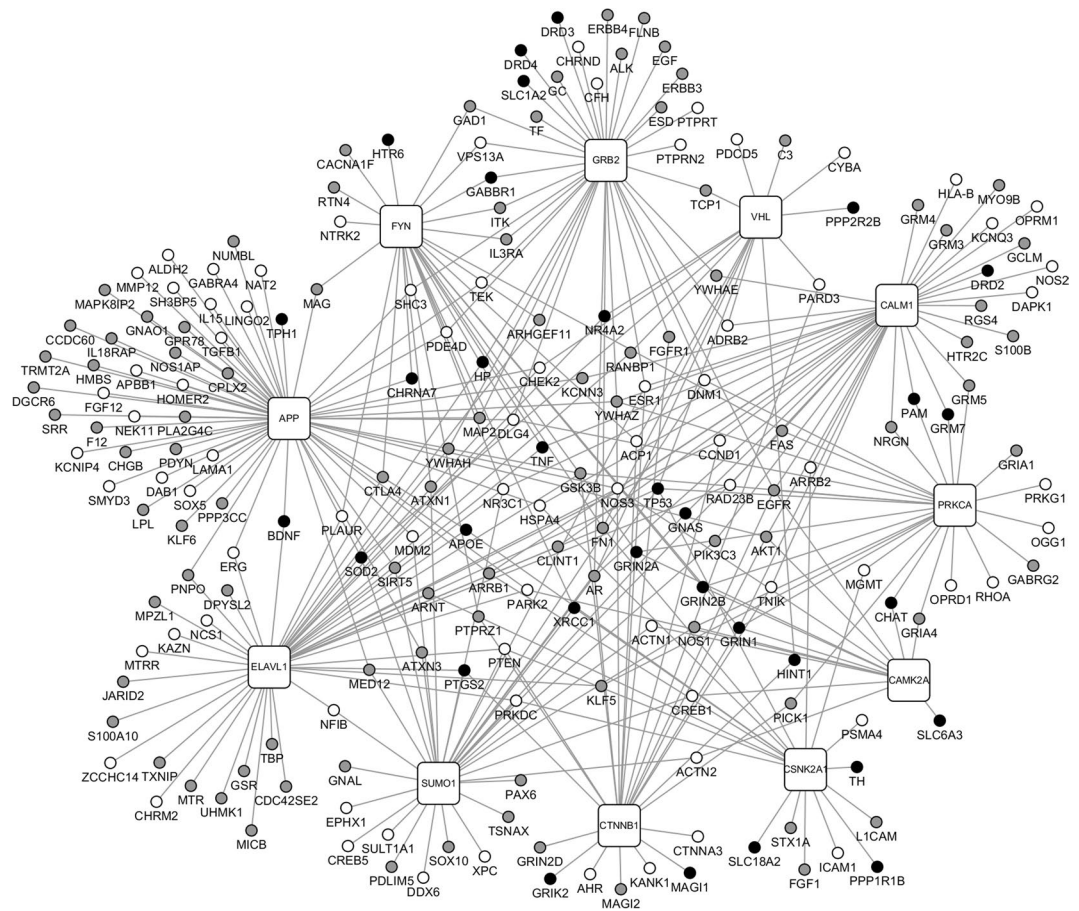 DRD3
ERBB4
FLNB
DRD4
CHRND
ALK
EGF
SLC1A2
GC
CFH
ERBB3
GAD1
TF
ESD
PTPRT
HTR6
VPS13A
GRB2
PTPRN2
PDCD5
C3
CYBA
CACNA1F
GABBR1
TCP1
VHL
PPP2R2B
HLA-B
MYO9B
RTN4
ITK
GRM4
OPRM1
NTRK2
FYN
IL3RA
GRM3
KCNQ3
GCLM
NUMBL
ALDH2
GABRA4
NAT2
MMP12
SH3BP5
IL15
LINGO2
MAG
SHC3
TEK
YWHAE
PARD3
CALM1
DRD2
NOS2
DAPK1
MAPK8IP2
GNAO1
GPR78
TGFB1
TPH1
PDE4D
ARHGEF11
NR4A2
FGFR1
ADRB2
RGS4
S100B
CCDC60
IL18RAP
NOS1AP
HTR2C
TRMT2A
HMBS
APBB1
CPLX2
CHRNA7
HP
CHEK2
RANBP1
DNM1
GRM5
DGCR6
FGF12
HOMER2
KCNN3
ESR1
PAM
GRM7
SRR
NEK11
PLA2G4C
APP
MAP2
DLG4
YWHAZ
FAS
NRGN
F12
KCNIP4
CHGB
PDYN
LAMA1
YWHAH
TNF
ACP1
CCND1
ARRB2
GRIA1
SMYD3
DAB1
SOX5
CTLA4
ATXN1
NR3C1
GSK3B
NOS3
TP53
RAD23B
EGFR
PRKCA
PRKG1
LPL
PPP3CC
KLF6
BDNF
PLAUR
MDM2
APOE
HSPA4
FN1
GNAS
PIK3C3
AKT1
OGG1
ERG
SOD2
SIRT5
CLINT1
GRIN2A
MGMT
GABRG2
PNPO
DPYSL2
ARNT
ARRB1
PARK2
AR
GRIN2B
TNIK
OPRD1
RHOA
MPZL1
NCS1
PTPRZ1
XRCC1
CHAT
KAZN
ACTN1
NOS1
GRIN1
GRIA4
MTRR
ELAVL1
ATXN3
PTEN
HINT1
JARID2
MED12
PTGS2
KLF5
CAMK2A
S100A10
NFIB
PRKDC
CREB1
PICK1
SLC6A3
ZCCHC14
TXNIP
GSR
TBP
PSMA4
CHRM2
MTR
UHMK1
CDC42SE2
GNAL
SUMO1
PAX6
ACTN2
CSNK2A1
TH
MICB
EPHX1
TSNAX
CREB5
SULT1A1
SOX10
CTNNB1
CTNNA3
L1CAM
PDLIM5
DDX6
XPC
GRIN2D
STX1A
ICAM1
SLC18A2
GRIK2
AHR
KANK1
MAGI1
FGF1
PPP1R1B
MAGI2